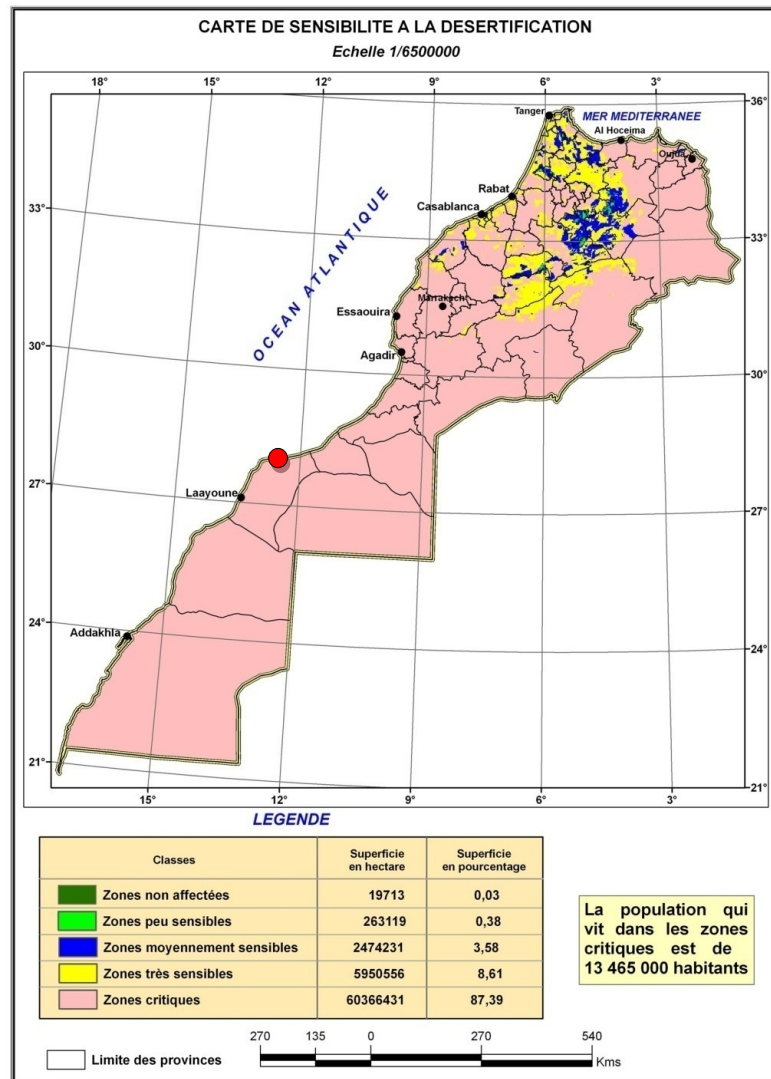 CARTE DE SENSIBILITE A LA DESERTIFICATION
Echelle 1/6500000
18° 15° 12° 9° 6° 3°
36° 36°
Tanger
MER MEDITERRANEE
Al Hoceima
Oujda
Rabat
Casablanca
33° 33°
OCEAN ATLANTIQUE
Essaouira
Marrakech
Agadir
30° 30°
Laayoune
27° 27°
Addakhla
24° 24°
21° 21°
15° 12° 9° 6° 3°
LEGENDE
Classes Superficie en hectare Superficie en pourcentage
Zones non affectées 19713 0,03
Zones peu sensibles 263119 0,38
Zones moyennement sensibles 2474231 3,58
Zones très sensibles 5950556 8,61
Zones critiques 60366431 87,39
La population qui
vit dans les zones
critiques est de
13 465 000 habitants
Limite des provinces
270 135 0 270 540
Kms